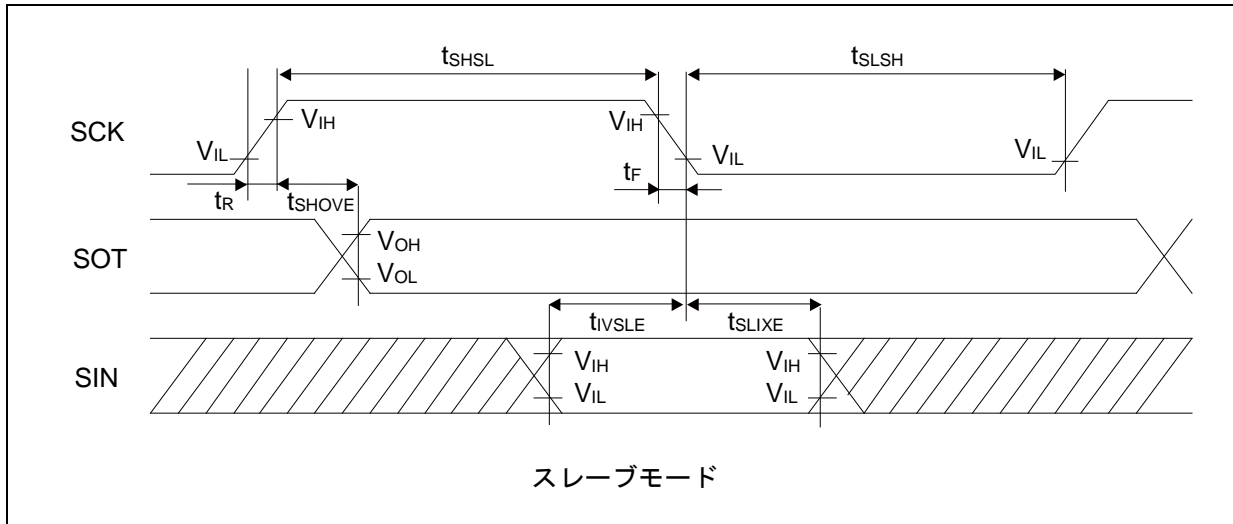 tSHSL tSLSH
SCK VIH VIH
VIL VIL VIL
tR tSHOVE tF
SOT VOH
VOL
tIVSLE tSLIXE
SIN VIH VIH
VIL VIL
スレーブモード